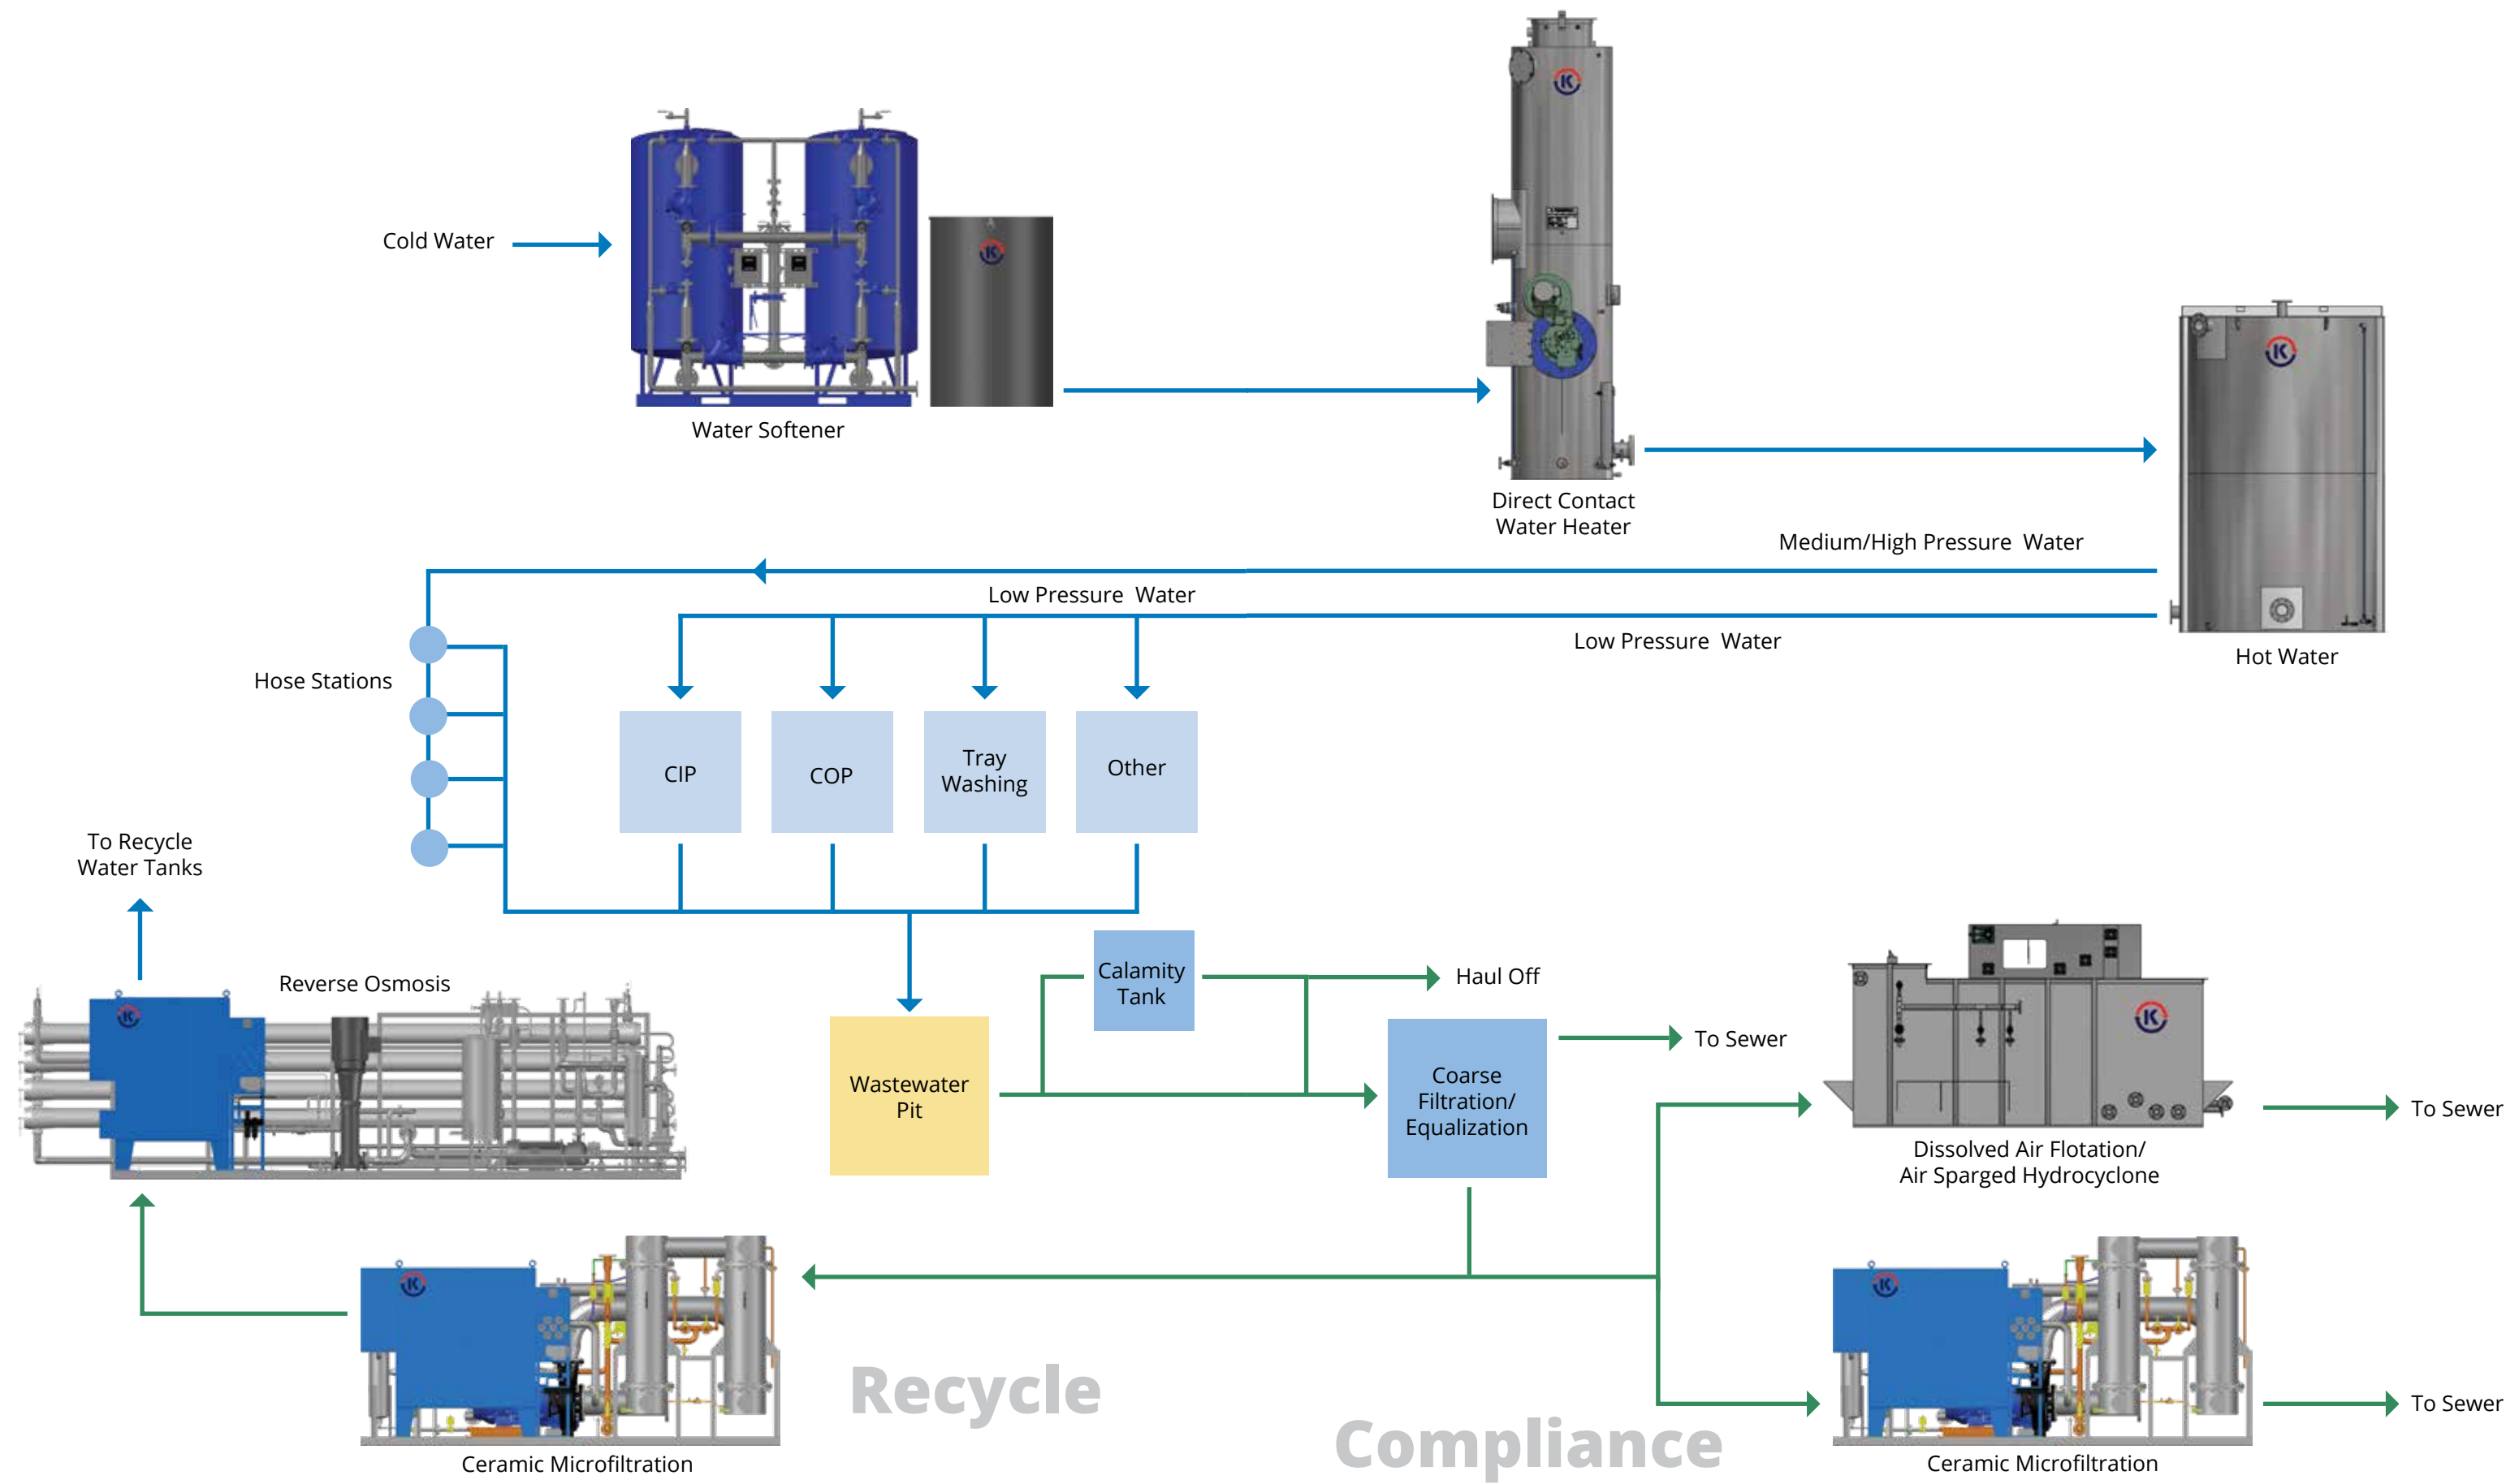 Cold Water
Water Softener
Direct Contact
Water Heater
Medium/High Pressure Water
Low Pressure Water
Low Pressure Water
Hot Water
Hose Stations
CIP
COP
Tray
Washing
Other
To Recycle
Water Tanks
Reverse Osmosis
Calamity
Tank
Haul Off
To Sewer
Wastewater
Pit
Coarse
Filtration/
Equalization
To Sewer
Dissolved Air Flotation/
Air Sparged Hydrocyclone
Recycle
Compliance
To Sewer
Ceramic Microfiltration
Ceramic Microfiltration
K
K
K
K
K
K
K